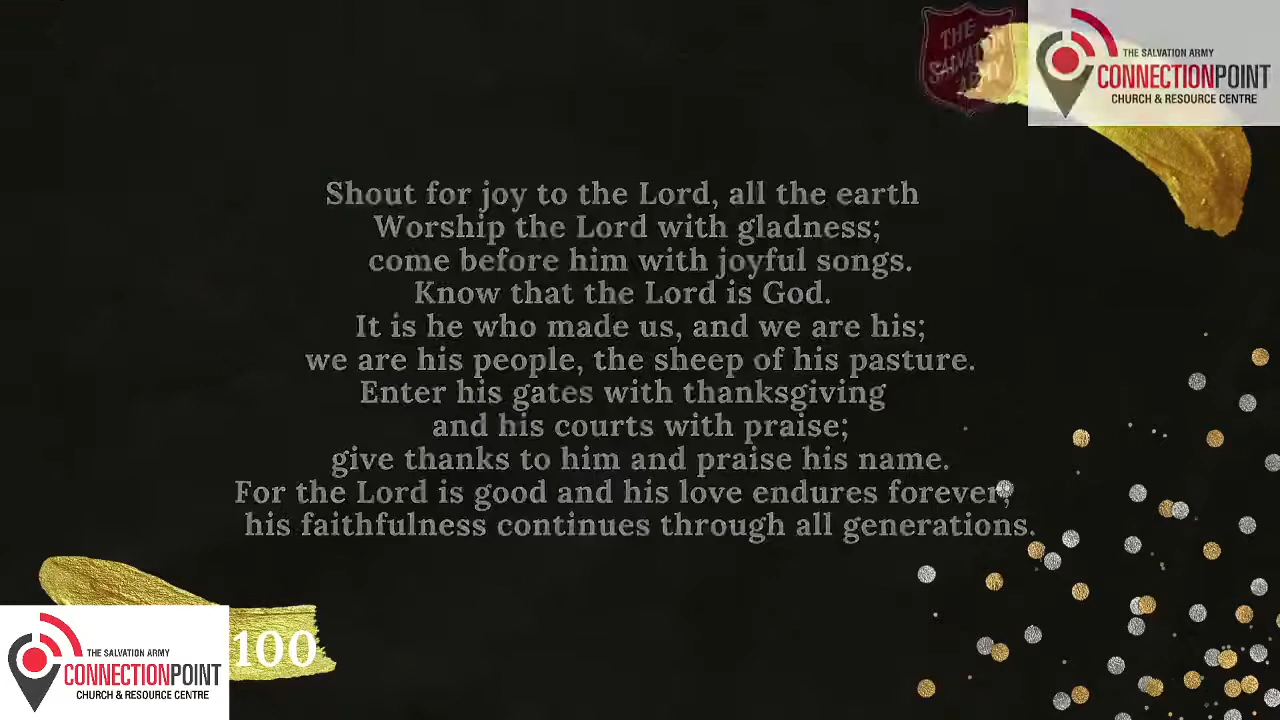 THE
SALVATION
ARMY
THE SALVATION ARMY
CONNECTIONPOINT
CHURCH & RESOURCE CENTRE
Shout for joy to the Lord, all the earth
Worship the Lord with gladness;
come before him with joyful songs.
Know that the Lord is God.
It is he who made us, and we are his;
we are his people, the sheep of his pasture.
Enter his gates with thanksgiving
and his courts with praise;
give thanks to him and praise his name.
For the Lord is good and his love endures forever;
his faithfulness continues through all generations.
100
THE SALVATION ARMY
CONNECTIONPOINT
CHURCH & RESOURCE CENTRE